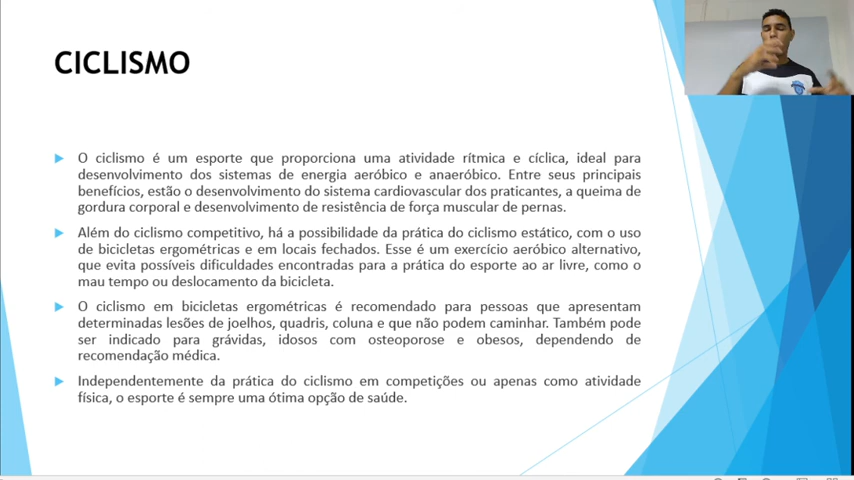 CICLISMO
O ciclismo é um esporte que proporciona uma atividade rítmica e cíclica, ideal para
desenvolvimento dos sistemas de energia aeróbico e anaeróbico. Entre seus principais
benefícios, estão o desenvolvimento do sistema cardiovascular dos praticantes, a queima de
gordura corporal e desenvolvimento de resistência de força muscular de pernas.
Além do ciclismo competitivo, há a possibilidade da prática do ciclismo estático, com o uso
de bicicletas ergométricas e em locais fechados. Esse é um exercício aeróbico alternativo,
que evita possíveis dificuldades encontradas para a prática do esporte ao ar livre, como o
mau tempo ou deslocamento da bicicleta.
O ciclismo em bicicletas ergométricas é recomendado para pessoas que apresentam
determinadas lesões de joelhos, quadris, coluna e que não podem caminhar. Também pode
ser indicado para grávidas, idosos com osteoporose e obesos, dependendo de
recomendação médica.
Independentemente da prática do ciclismo em competições ou apenas como atividade
física, o esporte é sempre uma ótima opção de saúde.